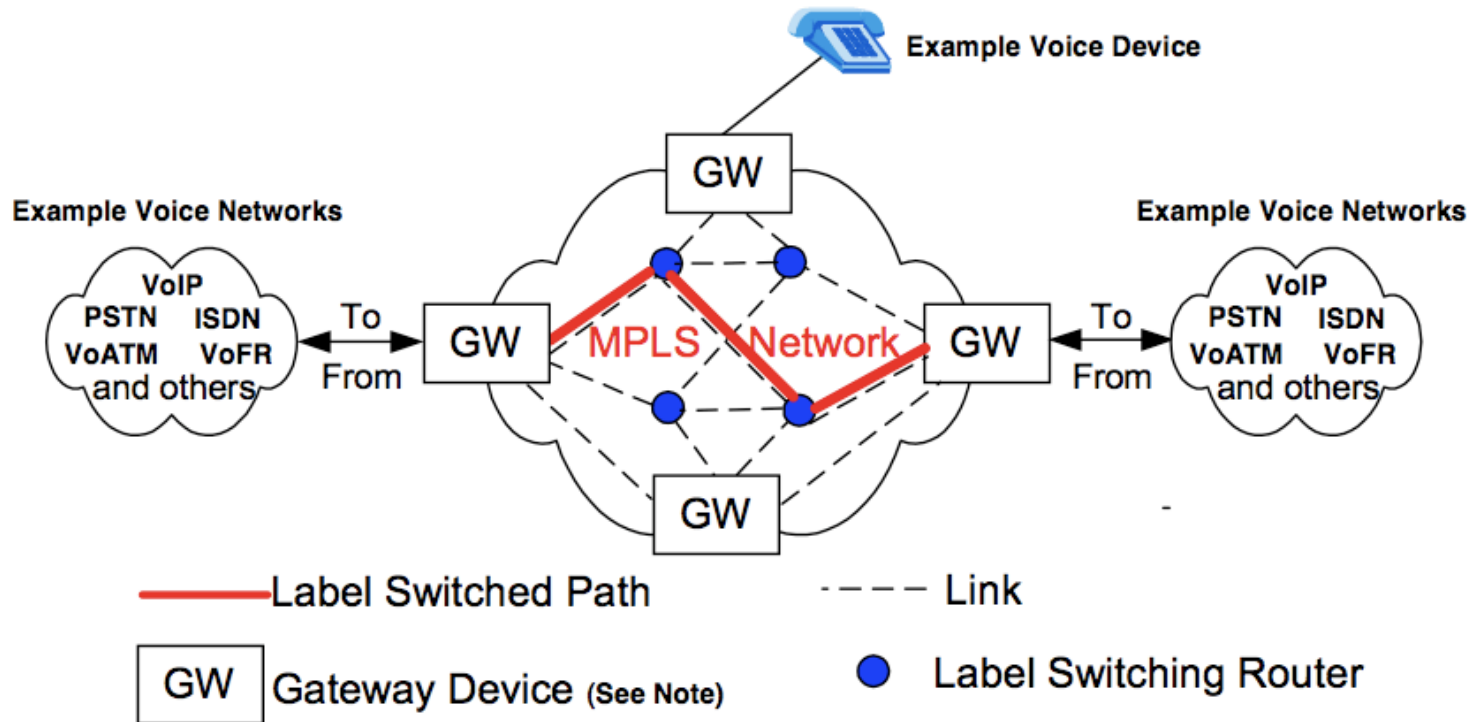 Example Voice Device
GW
Example Voice Networks
Example Voice Networks
VoIP
PSTN ISDN
VoATM VoFR
and others
To
From
GW
MPLS Network
GW
To
From
VoIP
PSTN ISDN
VoATM VoFR
and others
GW
Label Switched Path
Link
GW
Gateway Device (See Note)
Label Switching Router